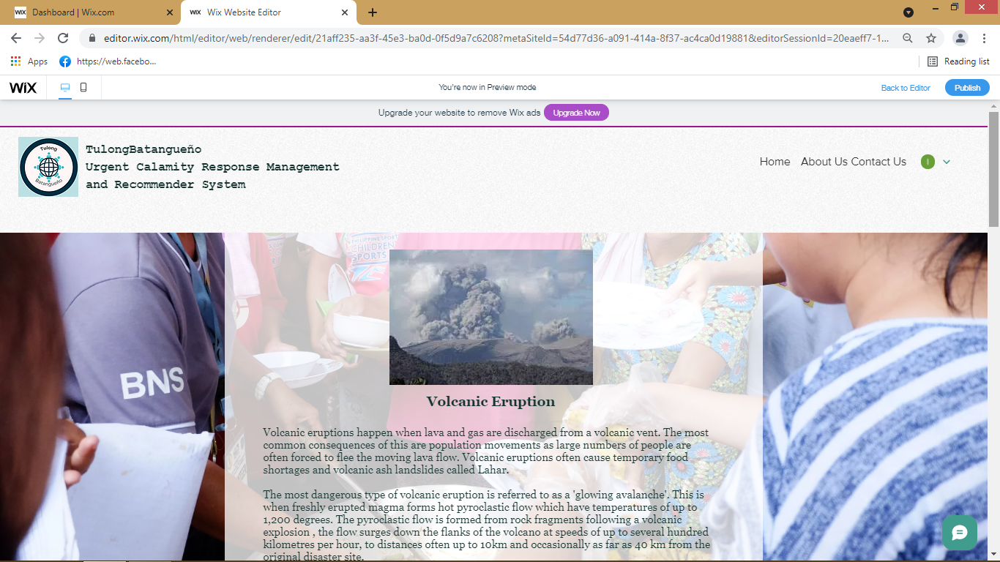 Dashboard | Wix.com
WIX Wix Website Editor
editor.wix.com/html/editor/web/renderer/edit/21aff235-aa3f-45e3-ba0d-0f5d9a7c6208?metaSiteId=54d77d36-a091-414a-8f37-ac4ca0d19881&editorSessionId=20eaeff7-1...
Apps https://web.facebo... Reading list
WIX You're now in Preview mode Back to Editor Publish
Upgrade your website to remove Wix ads Upgrade Now
Tulong
Batangueño
TulongBatangueño
Urgent Calamity Response Management
and Recommender System
Home About Us Contact Us I
PHILIPPINE SPORT
CHILDREN
SPORTS
BNS
Volcanic Eruption
Volcanic eruptions happen when lava and gas are discharged from a volcanic vent. The most
common consequences of this are population movements as large numbers of people are
often forced to flee the moving lava flow. Volcanic eruptions often cause temporary food
shortages and volcanic ash landslides called Lahar.
The most dangerous type of volcanic eruption is referred to as a 'glowing avalanche'. This is
when freshly erupted magma forms hot pyroclastic flow which have temperatures of up to
1,200 degrees. The pyroclastic flow is formed from rock fragments following a volcanic
explosion , the flow surges down the flanks of the volcano at speeds of up to several hundred
kilometres per hour, to distances often up to 10km and occasionally as far as 40 km from the
original disaster site.